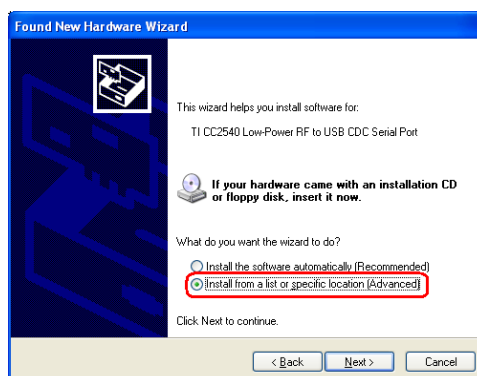 Found New Hardware Wizard
This wizard helps you install software for:
TI CC2540 Low-Power RF to USB CDC Serial Port
If your hardware came with an installation CD
or floppy disk, insert it now.
What do you want the wizard to do?
Install the software automatically (Recommended)
Install from a list or specific location (Advanced)
Click Next to continue.
< Back
Next >
Cancel